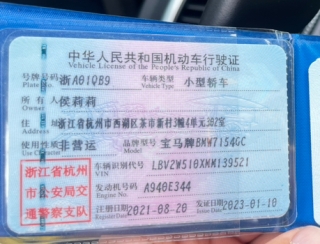 中华人民共和国机动车行驶证
Vehicle License of the People's Republic of China
号牌号码 浙A01QB9 车辆类型 小型轿车
Plate No. Vehicle Type
所有人 侯莉莉
Owner
住址 浙江省杭州市西湖区
使用性质 非营运 品牌型号 宝马牌BMW7154GC
车辆识别代号 LBV2W510XMM139521
VIN
浙江省杭州
市公安局交
通警察支队
发动机号码 A940E344
Engine No.
注册日期 2021-08-20 发证日期 2023-01-10